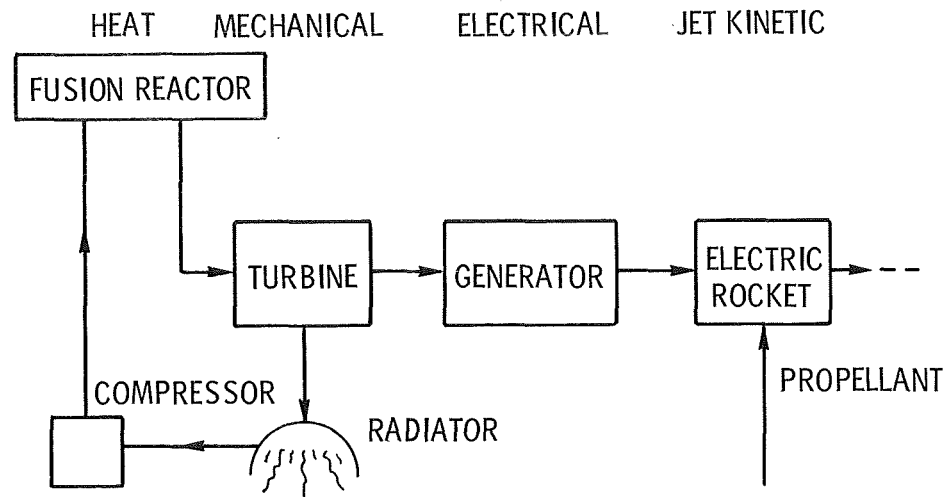 HEAT MECHANICAL ELECTRICAL JET KINETIC
FUSION REACTOR
TURBINE
GENERATOR
ELECTRIC
ROCKET
COMPRESSOR
RADIATOR
PROPELLANT